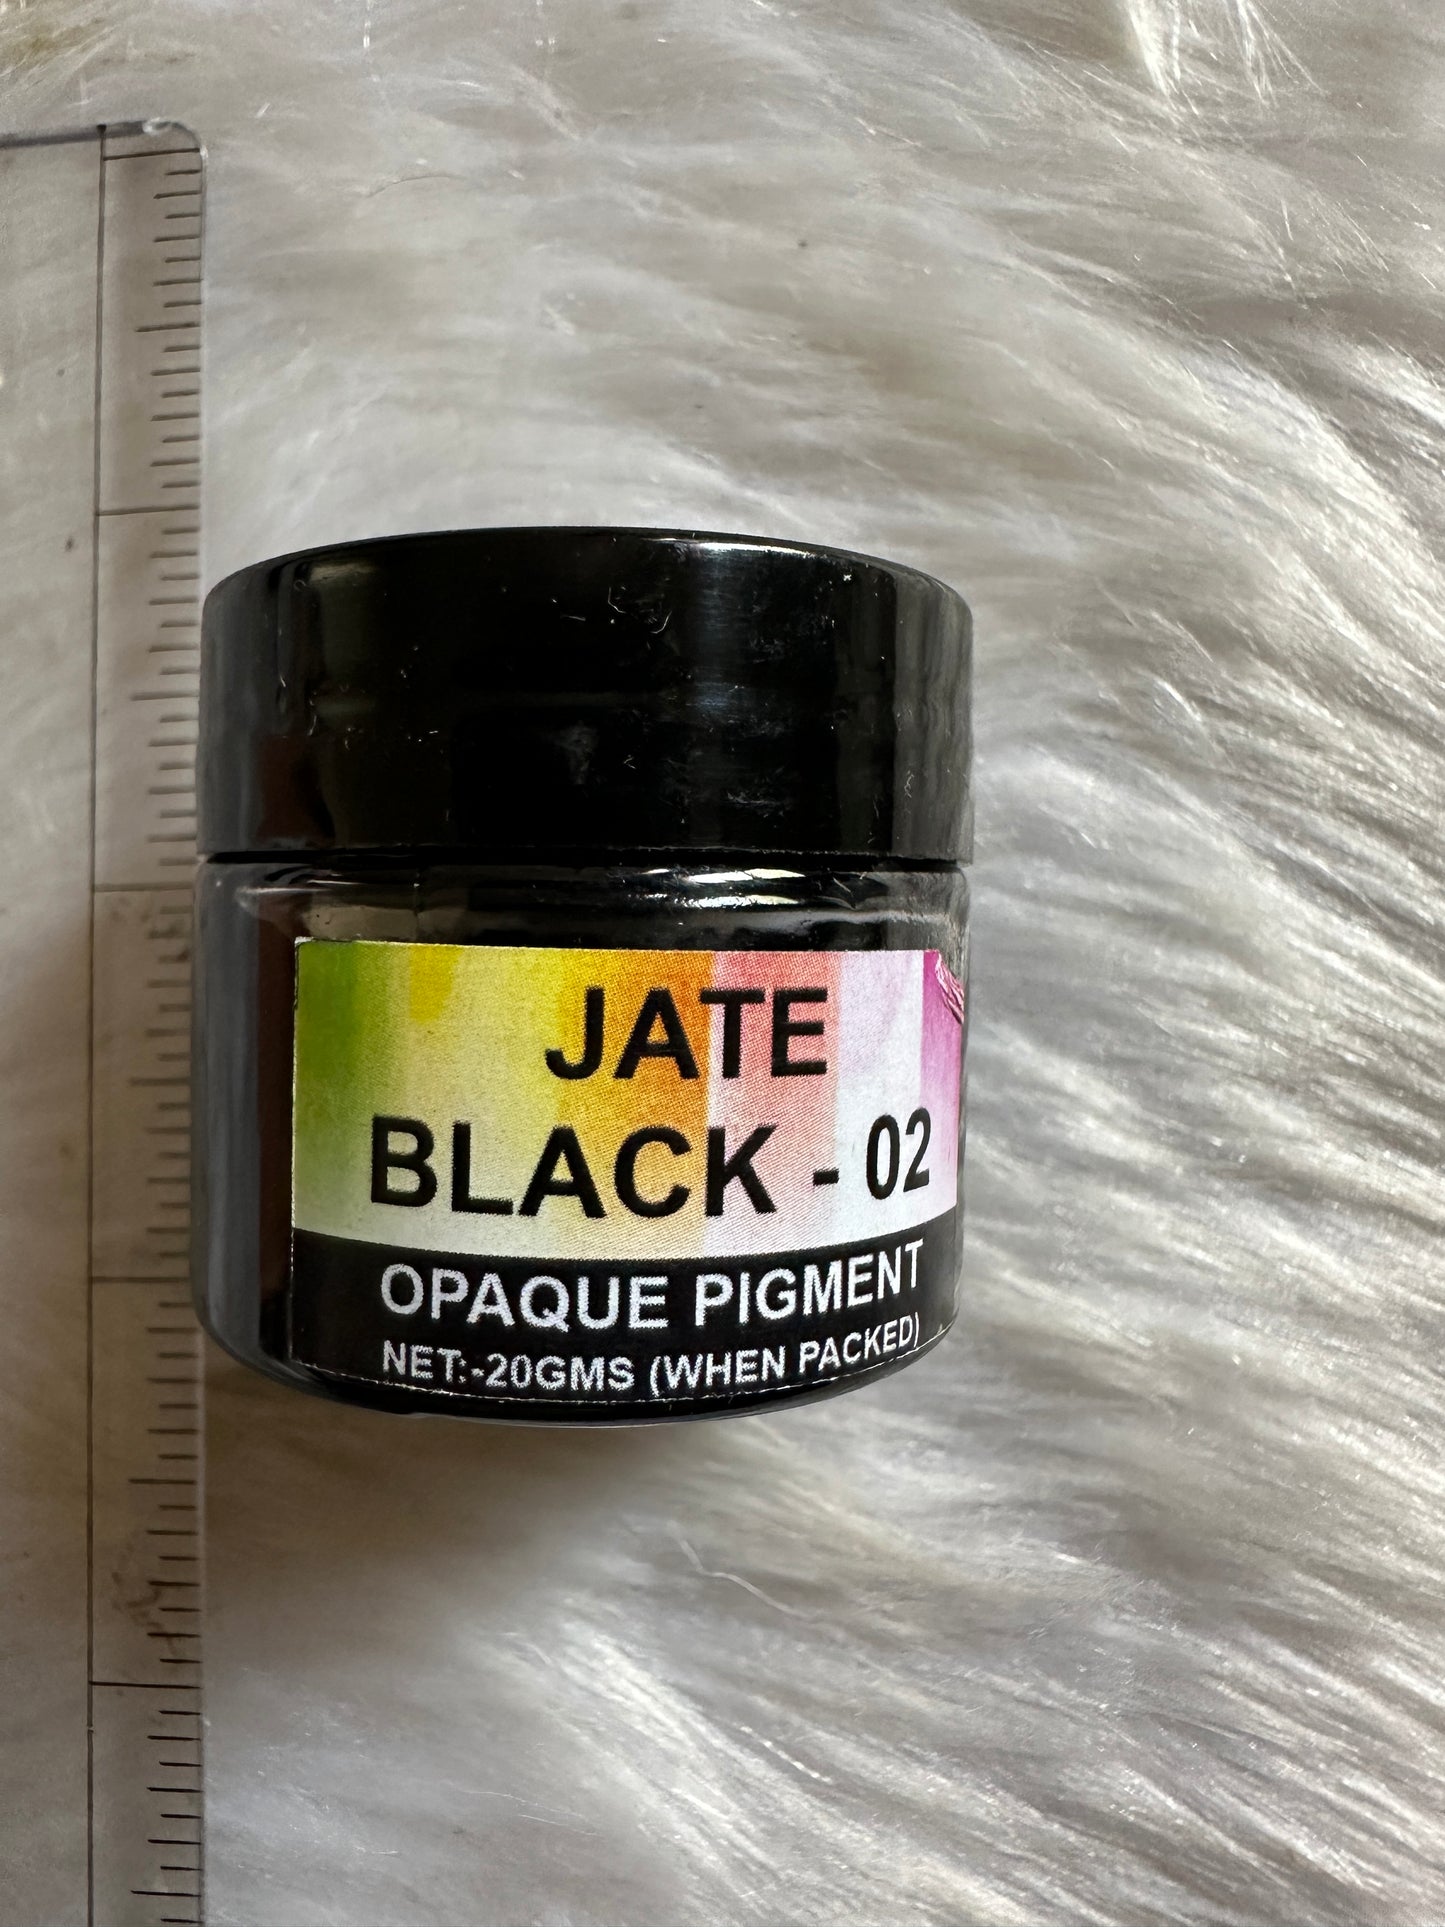 JATE
BLACK - 02
OPAQUE PIGMENT
NET:-20GMS (WHEN PACKED)